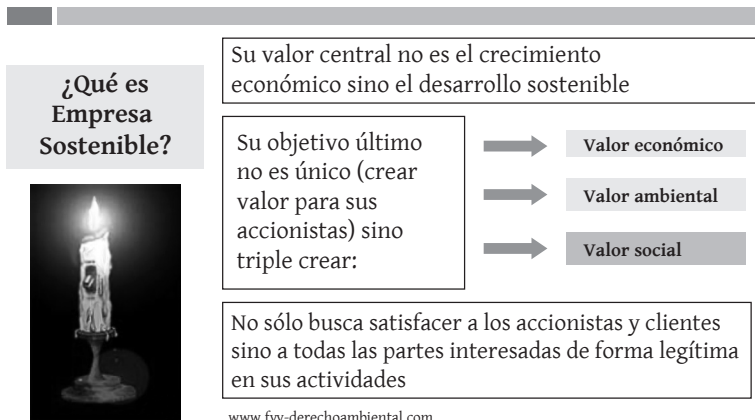 ¿Qué es
Empresa
Sostenible?
Su valor central no es el crecimiento
económico sino el desarrollo sostenible
Su objetivo último
no es único (crear
valor para sus
accionistas) sino
triple crear:
Valor económico
Valor ambiental
Valor social
No sólo busca satisfacer a los accionistas y clientes
sino a todas las partes interesadas de forma legítima
en sus actividades
www.fyy-derechoambiental.com